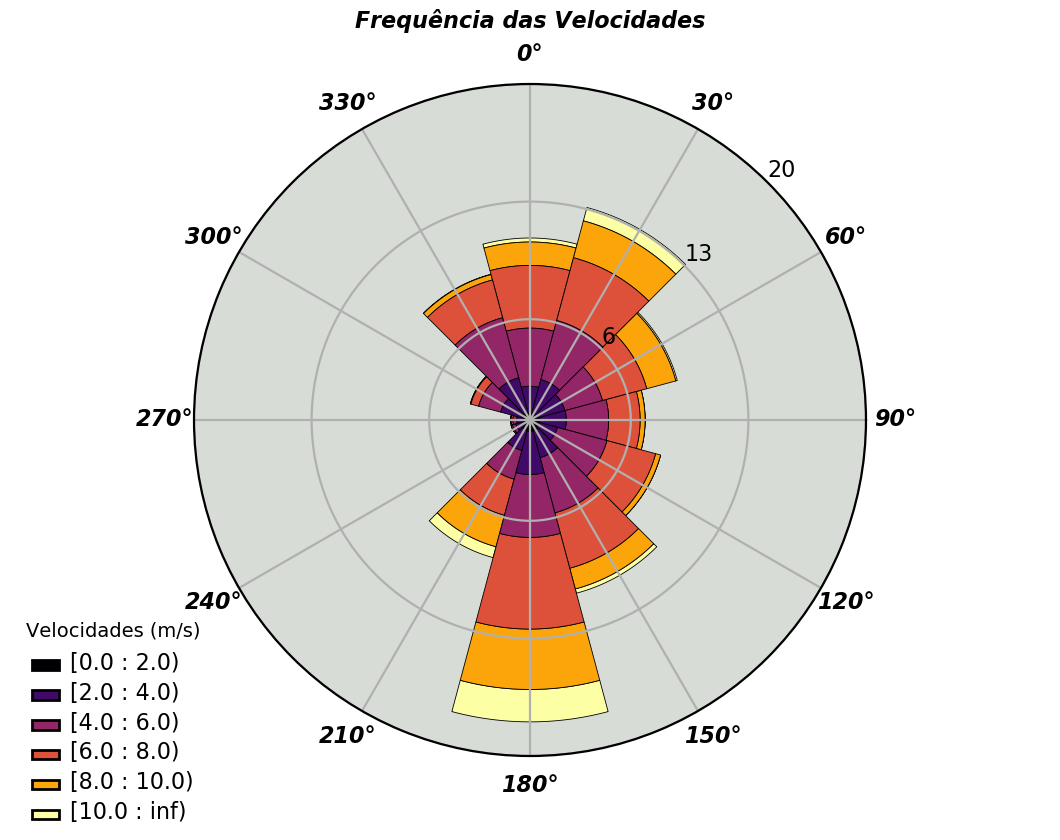 Frequência das Velocidades
0°
330°
30°
20
300°
60°
13
6
270°
90°
240°
120°
210°
150°
180°
Velocidades (m/s)
[0.0 : 2.0)
[2.0 : 4.0)
[4.0 : 6.0)
[6.0 : 8.0)
[8.0 : 10.0)
[10.0 : inf)